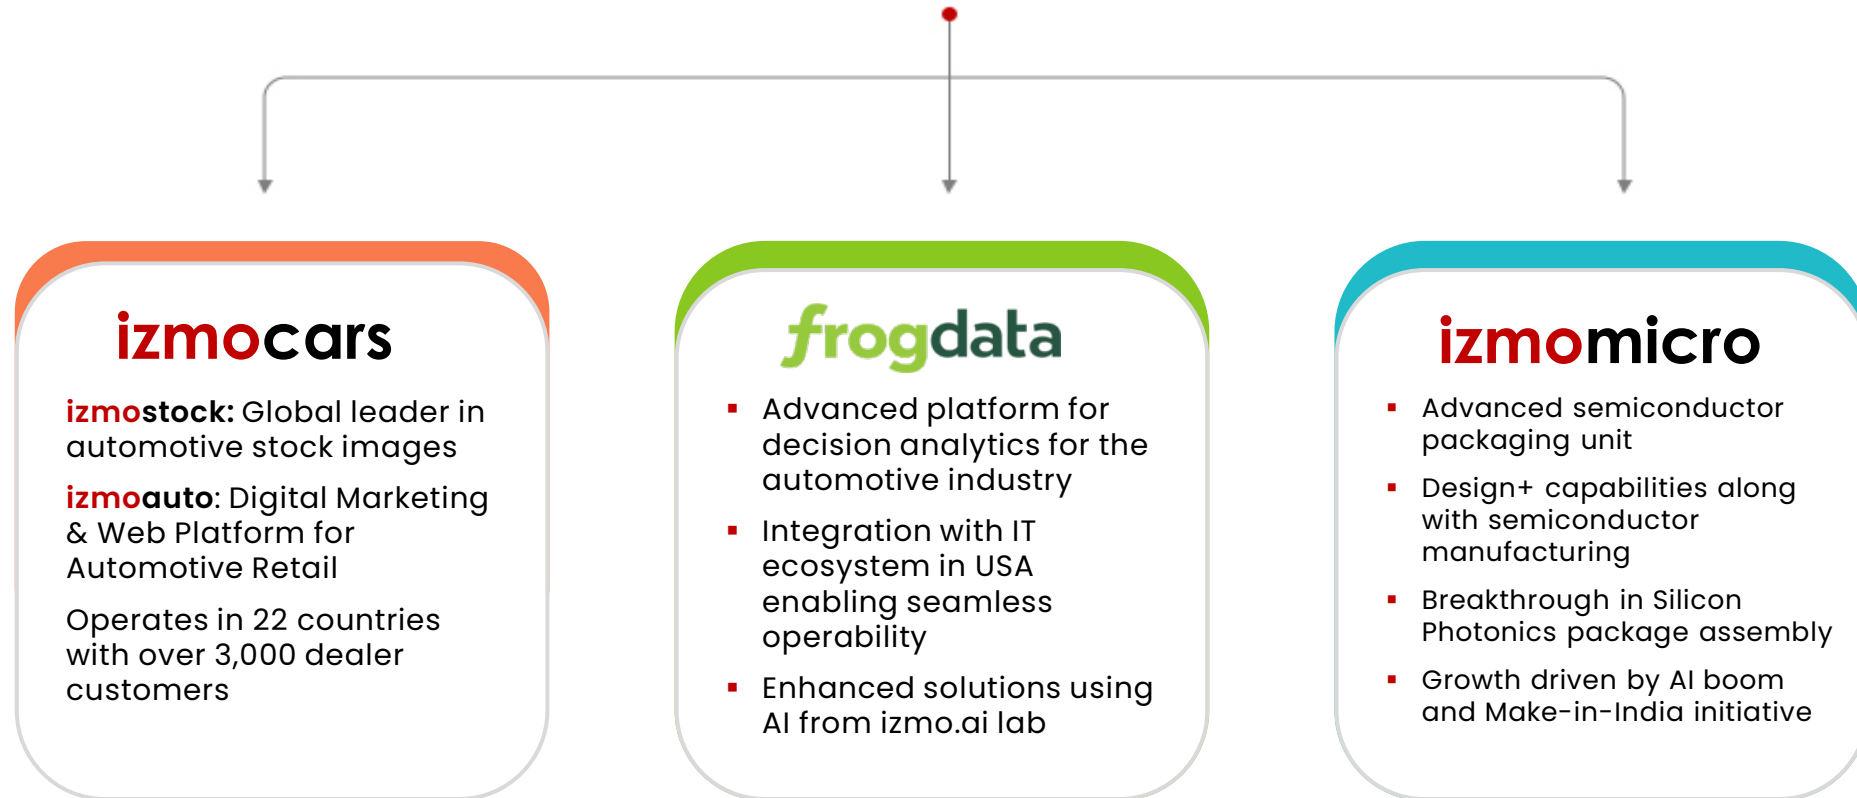 izmocars
izmostock: Global leader in
automotive stock images
izmoauto: Digital Marketing
& Web Platform for
Automotive Retail
Operates in 22 countries
with over 3,000 dealer
customers
frogdata
▪ Advanced platform for
decision analytics for the
automotive industry
▪ Integration with IT
ecosystem in USA
enabling seamless
operability
▪ Enhanced solutions using
AI from izmo.ai lab
izmomicro
▪ Advanced semiconductor
packaging unit
▪ Design+ capabilities along
with semiconductor
manufacturing
▪ Breakthrough in Silicon
Photonics package assembly
▪ Growth driven by AI boom
and Make-in-India initiative